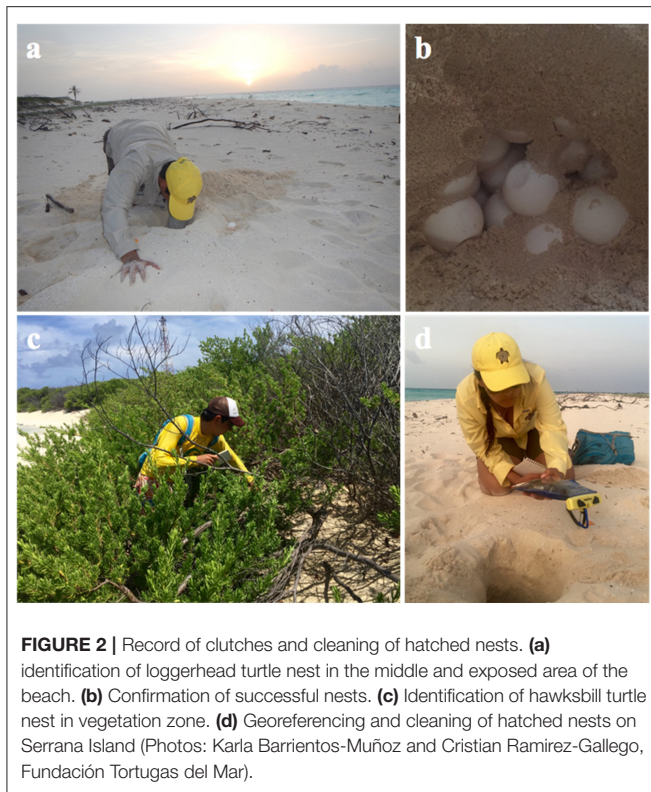 a
b
c
d
FIGURE 2 | Record of clutches and cleaning of hatched nests. (a)
identification of loggerhead turtle nest in the middle and exposed area of the
beach. (b) Confirmation of successful nests. (c) Identification of hawksbill turtle
nest in vegetation zone. (d) Georeferencing and cleaning of hatched nests on
Serrana Island (Photos: Karla Barrientos-Muñoz and Cristian Ramirez-Gallego,
Fundación Tortugas del Mar).